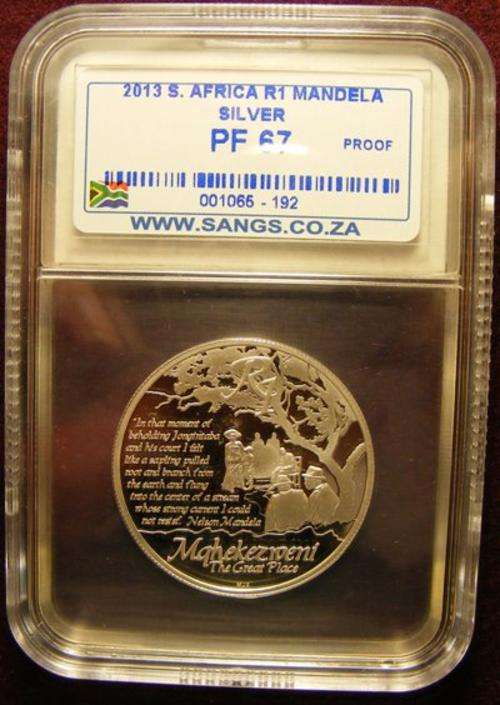 2013 S. AFRICA R1 MANDELA
SILVER
PF 67
PROOF
001066 - 192
WWW.SANGS.CO.ZA
"In that moment of
beholding Jongintaba
and his court I felt
like a sapling pulled
root and branch from
the earth and flung
into the center of a stream
whose strong current I could
not resist". Nelson Mandela
Mqhekezweni
The Great Place